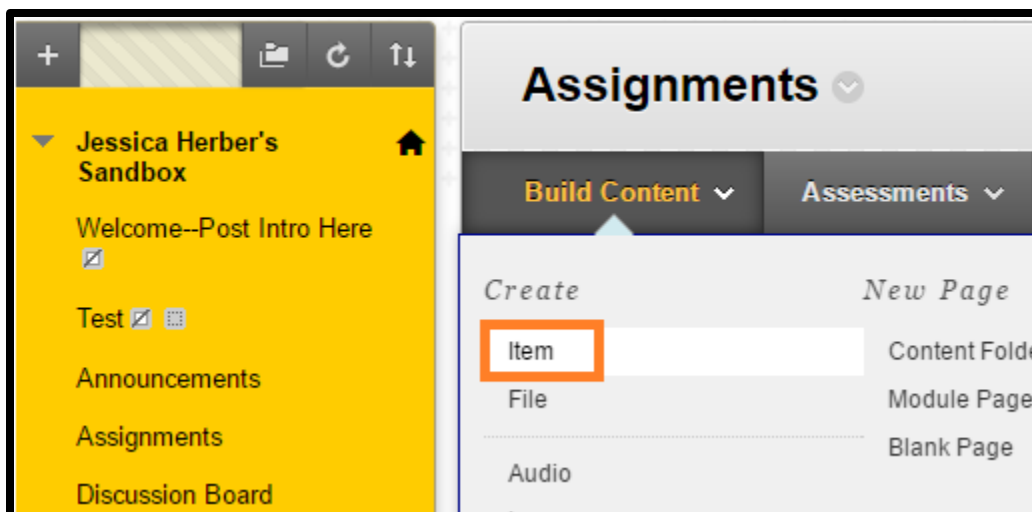 Jessica Herber's
Sandbox
Welcome--Post Intro Here
Test
Announcements
Assignments
Discussion Board
Assignments
Build Content
Assessments
Create
Item
File
Audio
New Page
Content Folde
Module Page
Blank Page